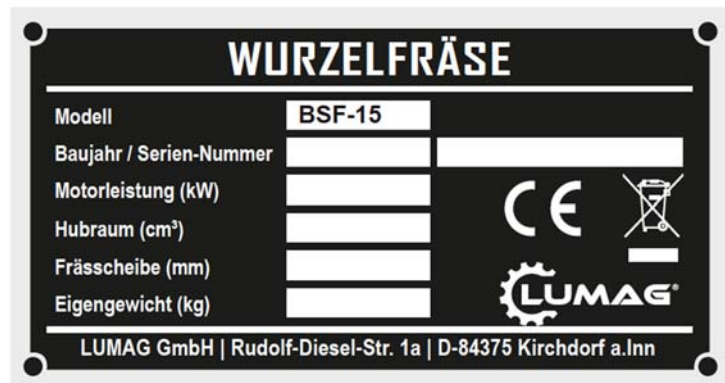 WURZELFRÄSE
Modell BSF-15
Baujahr / Serien-Nummer
Motorleistung (kW)
Hubraum (cm³)
Frässcheibe (mm)
Eigengewicht (kg)
CE
LUMAG®
LUMAG GmbH | Rudolf-Diesel-Str. 1a | D-84375 Kirchdorf a.Inn